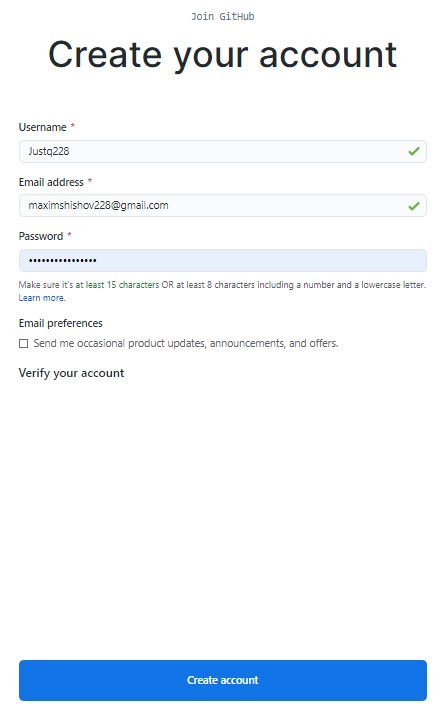 Join GitHub
Create your account
Username *
Justq228
Email address *
maximshishov228@gmail.com
Password *
••••••••••••••••
Make sure it's at least 15 characters OR at least 8 characters including a number and a lowercase letter.
Learn more.
Email preferences
Send me occasional product updates, announcements, and offers.
Verify your account
Create account